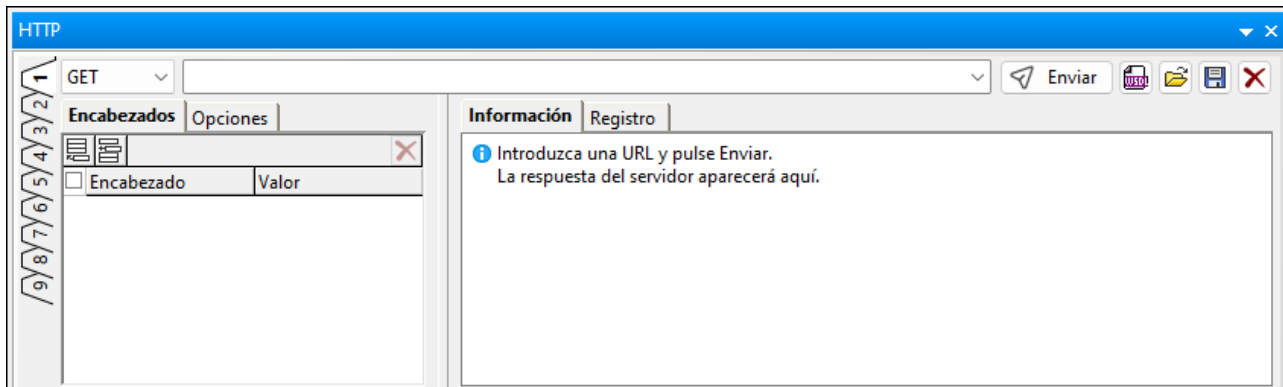 HTTP
GET
Enviar
WSDL
1
2
3
4
5
6
7
8
9
Encabezados Opciones
Encabezado Valor
Información Registro
Introduzca una URL y pulse Enviar.
La respuesta del servidor aparecerá aquí.